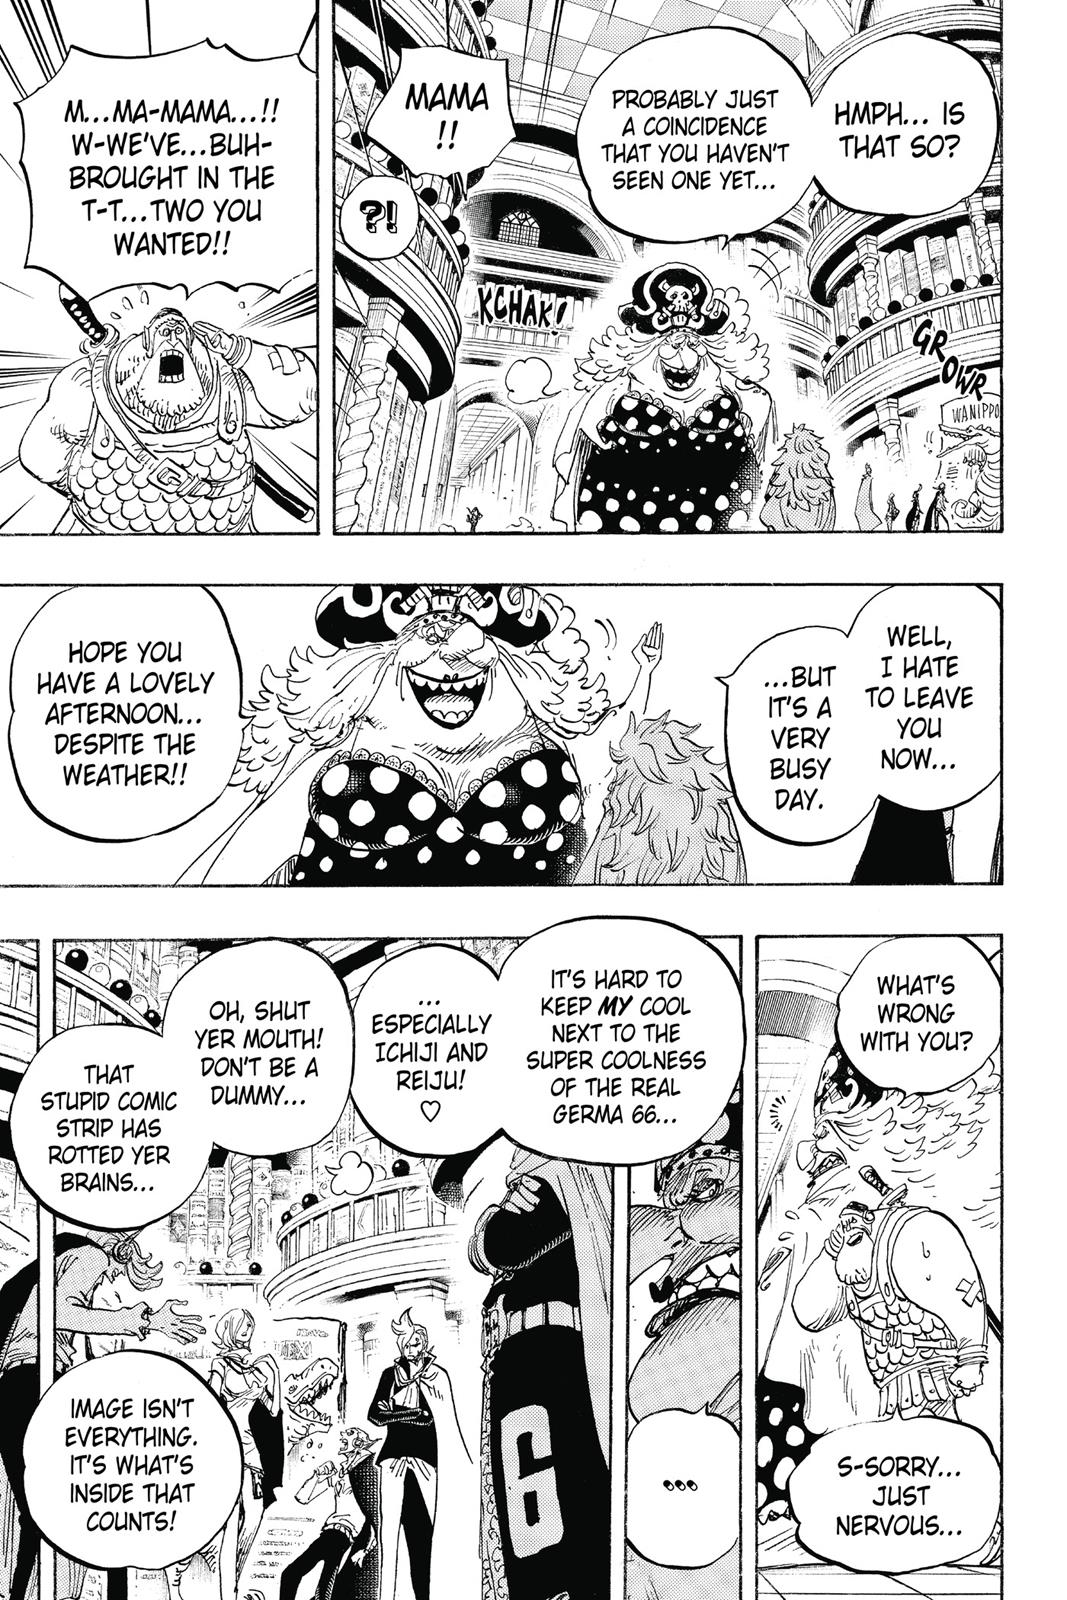 HMPH... IS
THAT SO?
PROBABLY JUST
A COINCIDENCE
THAT YOU HAVEN'T
SEEN ONE YET...
GROWR
WANIPPO
KCHAK!
MAMA
!!
?!
M...MA-MAMA...!!
W-WE'VE...BUH-
BROUGHT IN THE
T-T...TWO YOU
WANTED!!
WELL,
I HATE
TO LEAVE
YOU
NOW...
...BUT
IT'S A
VERY
BUSY
DAY.
HOPE YOU
HAVE A LOVELY
AFTERNOON...
DESPITE THE
WEATHER!!
WHAT'S
WRONG
WITH YOU?
S-SORRY...
JUST
NERVOUS...
...
IT'S HARD TO
KEEP MY COOL
NEXT TO THE
SUPER COOLNESS
OF THE REAL
GERMA 66...
...
ESPECIALLY
ICHIJI AND
REIJU!
♡
OH, SHUT
YER MOUTH!
DON'T BE A
DUMMY...
THAT
STUPID COMIC
STRIP HAS
ROTTED YER
BRAINS...
IMAGE ISN'T
EVERYTHING.
IT'S WHAT'S
INSIDE THAT
COUNTS!
6